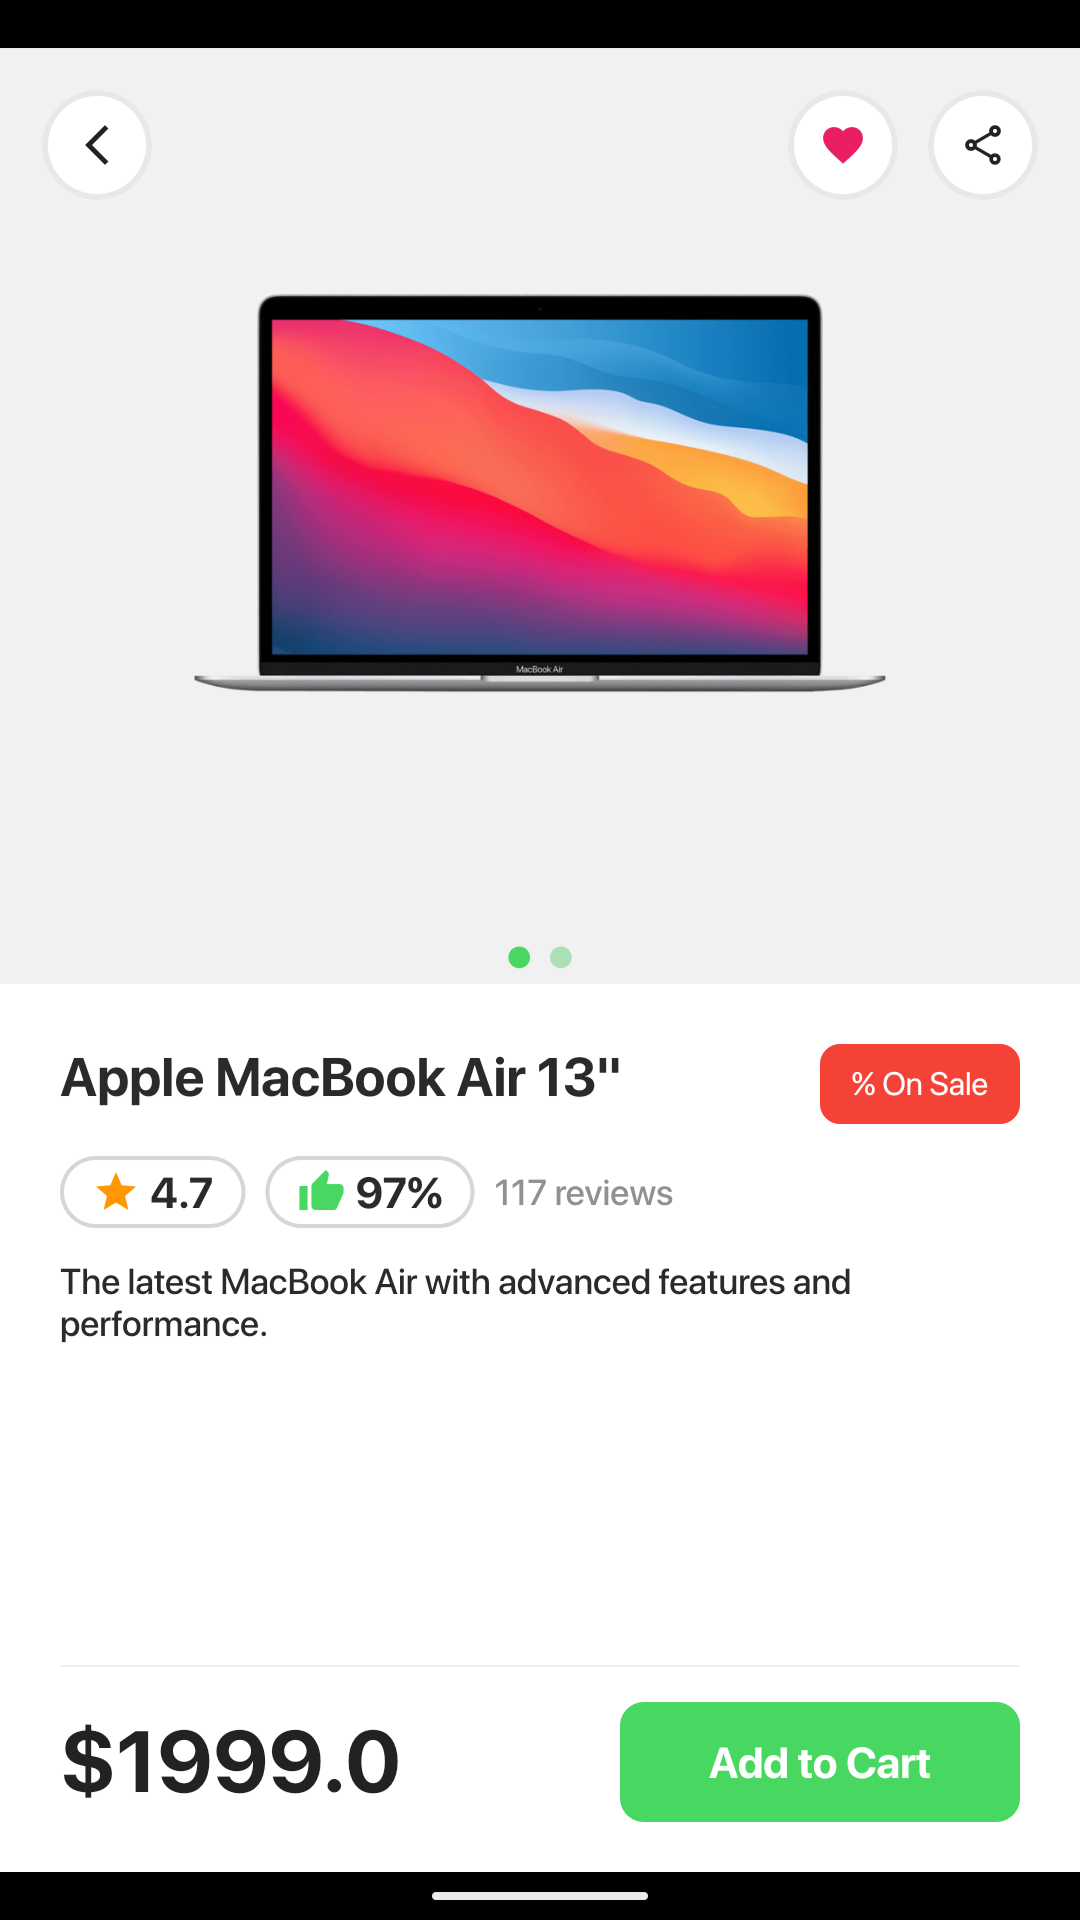 MacBook Air
Apple MacBook Air 13"
% On Sale
4.7
97%
117 reviews
The latest MacBook Air with advanced features and
performance.
$1999.0
Add to Cart